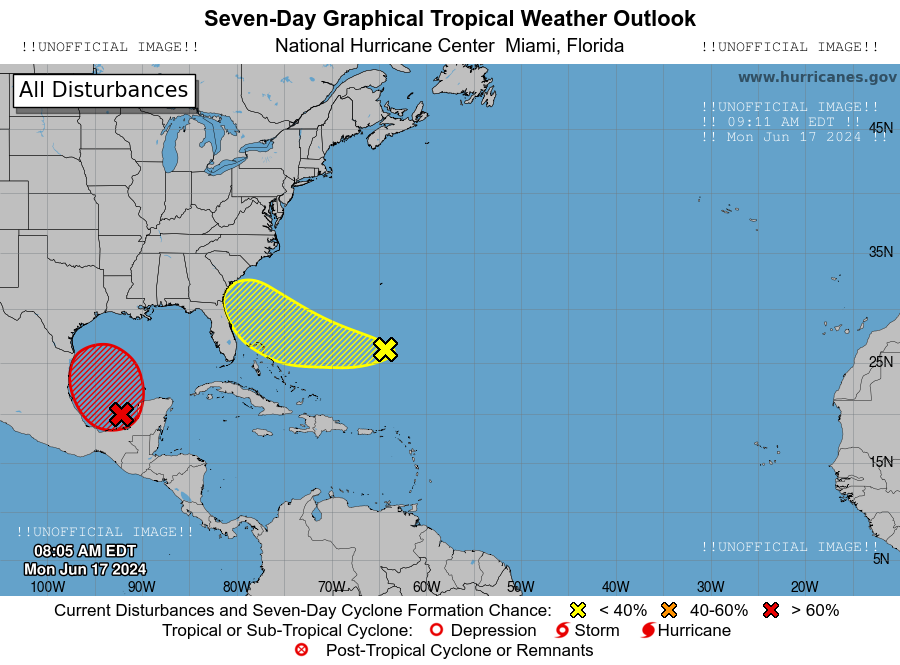 Seven-Day Graphical Tropical Weather Outlook
!!UNOFFICIAL IMAGE!! National Hurricane Center Miami, Florida !!UNOFFICIAL IMAGE!!
All Disturbances
www.hurricanes.gov
!!UNOFFICIAL IMAGE!!
!! 09:11 AM EDT !!
!! Mon Jun 17 2024 !!
45N
35N
25N
15N
!!UNOFFICIAL IMAGE!!
!!UNOFFICIAL IMAGE!!
08:05 AM EDT
5N
Mon Jun 17 2024
100W 90W 80W 70W 60W 50W 40W 30W 20W
Current Disturbances and Seven-Day Cyclone Formation Chance: < 40% 40-60% > 60%
Tropical or Sub-Tropical Cyclone: Depression Storm Hurricane
Post-Tropical Cyclone or Remnants